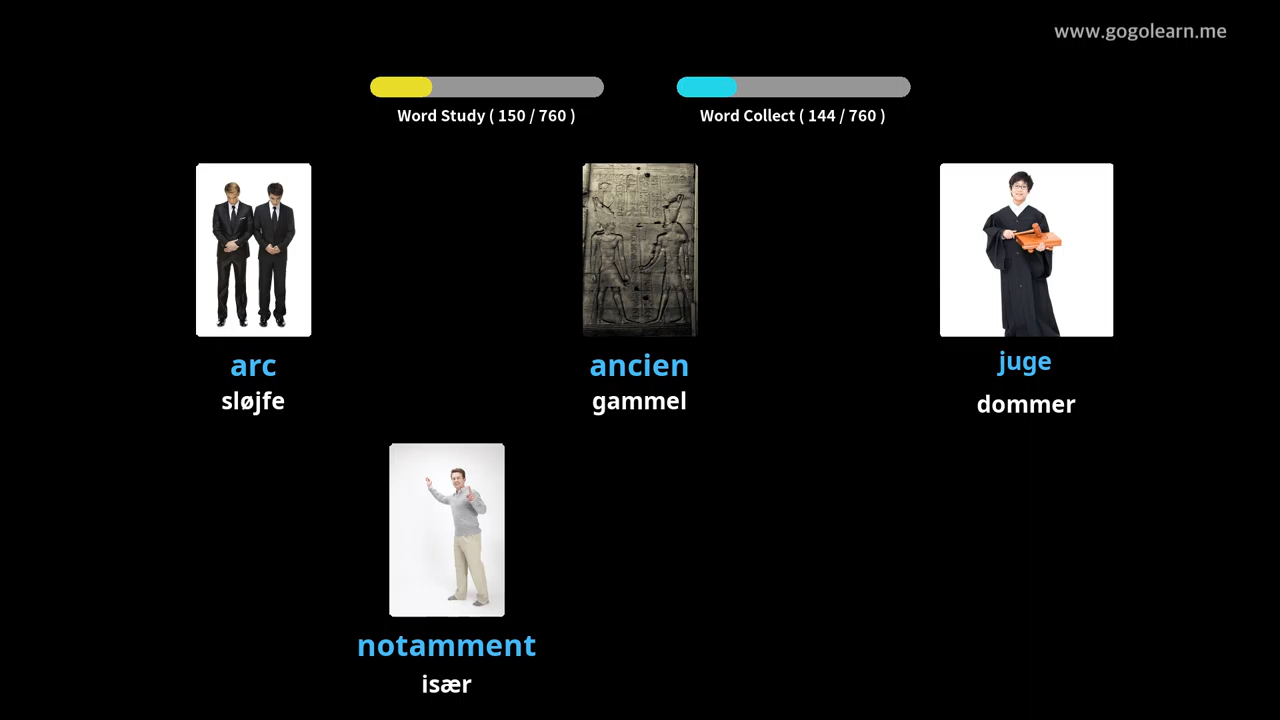 www.gogolearn.me
Word Study ( 150 / 760 )
Word Collect ( 144 / 760 )
arc
sløjfe
ancien
gammel
juge
dommer
notamment
især